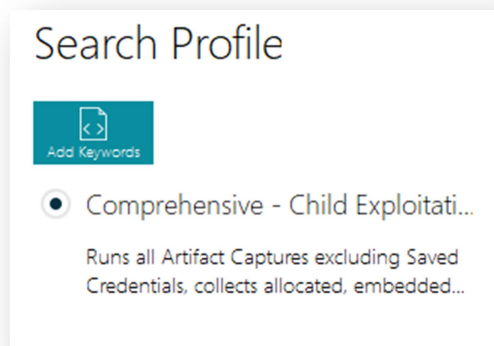 Search Profile
Add Keywords
Comprehensive - Child Exploitati...
Runs all Artifact Captures excluding Saved
Credentials, collects allocated, embedded...